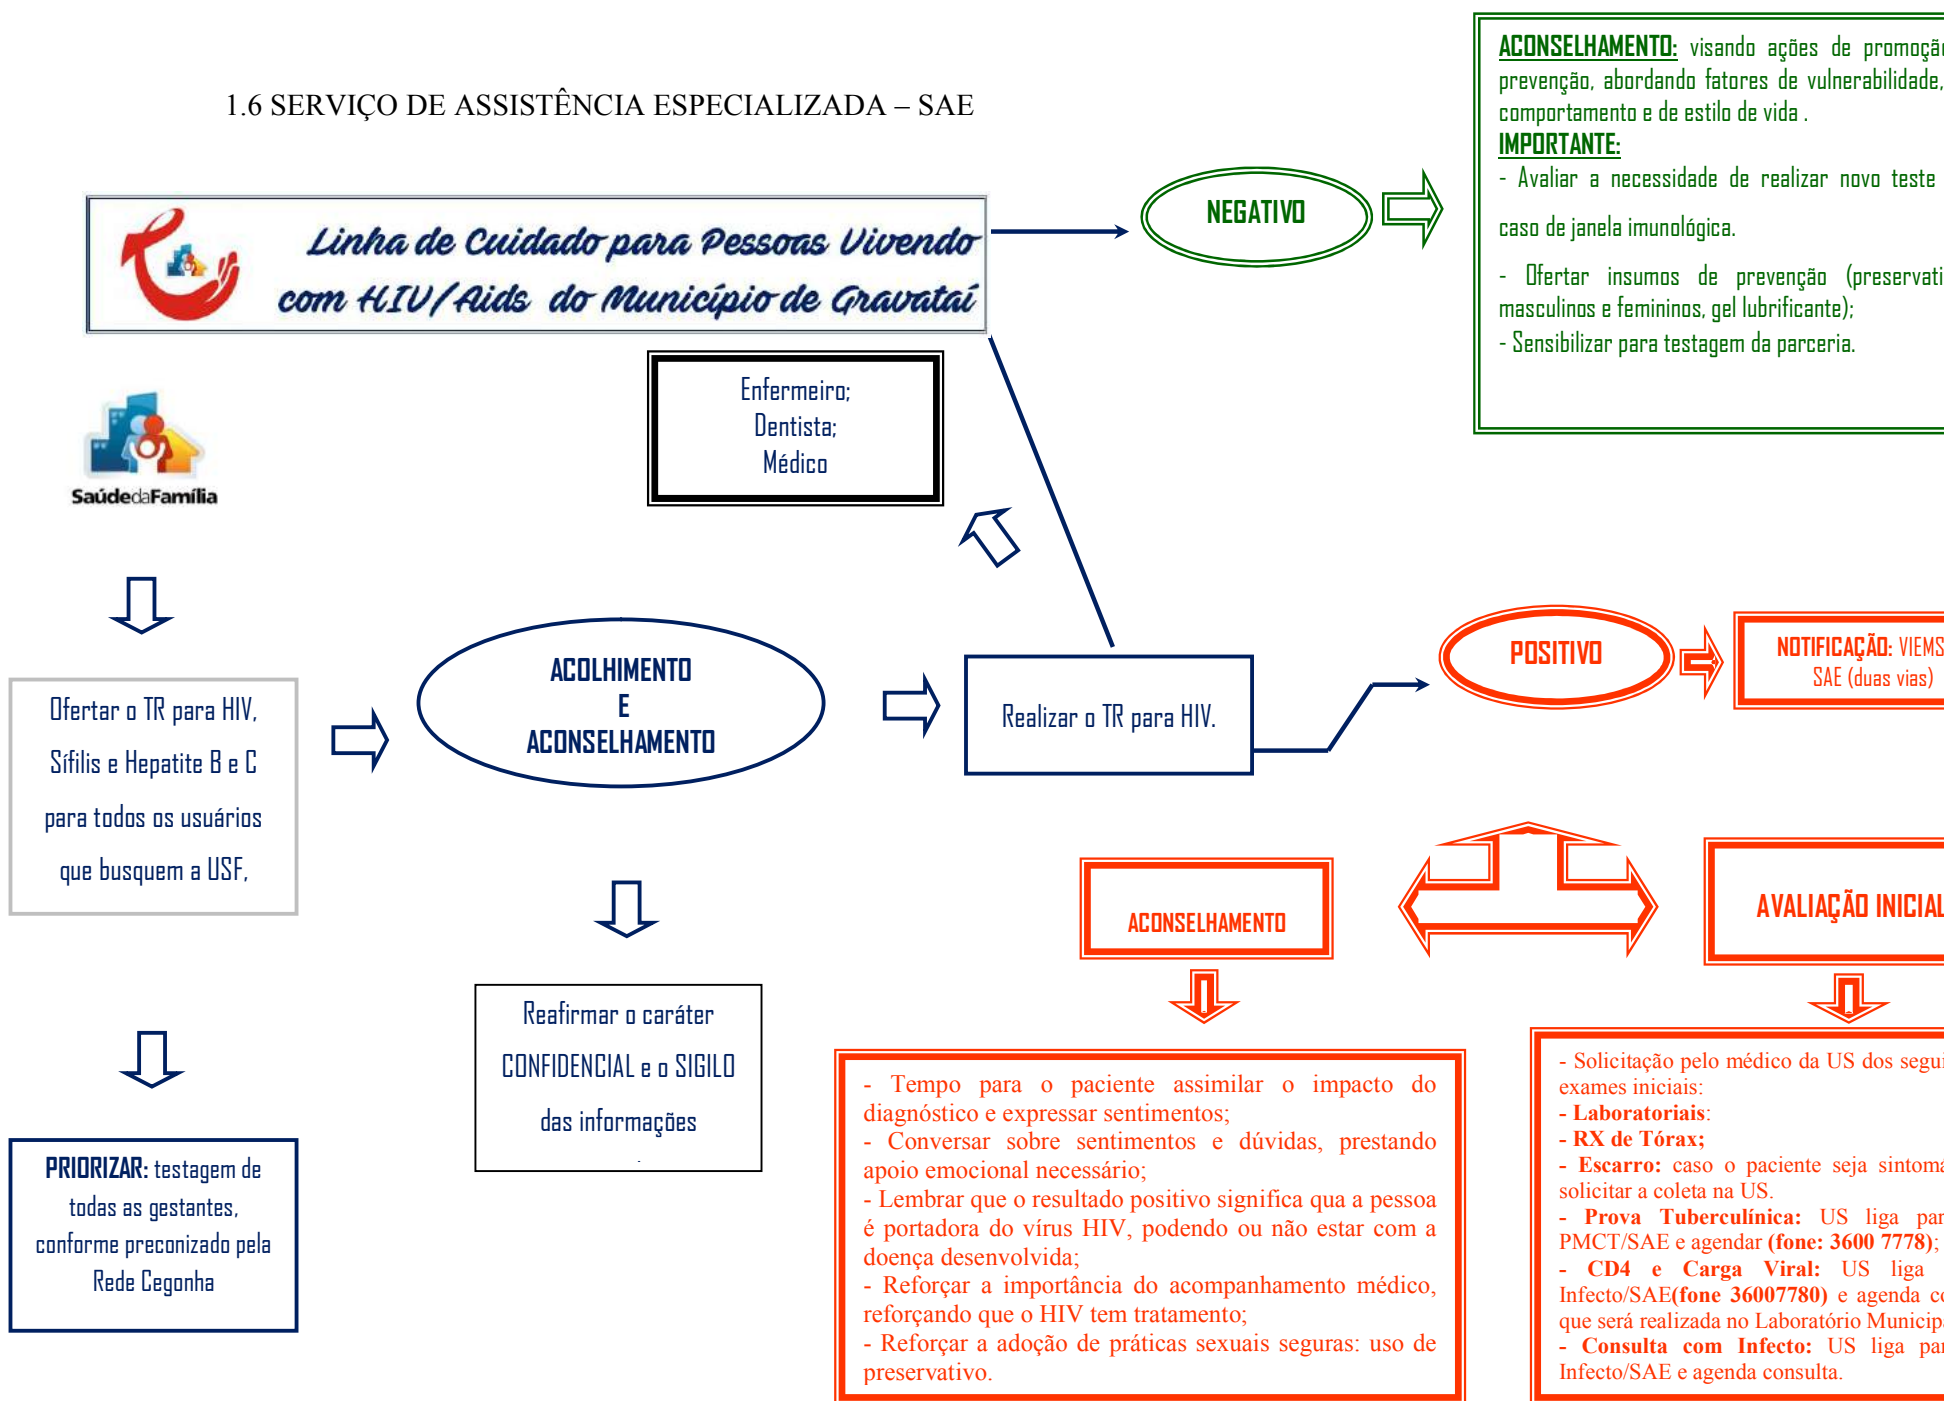 1.6 SERVIÇO DE ASSISTÊNCIA ESPECIALIZADA – SAE
Linha de Cuidado para Pessoas Vivendo
com HIV/Aids do Município de Gravataí
NEGATIVO
ACONSELHAMENTO: visando ações de promoção
prevenção, abordando fatores de vulnerabilidade,
comportamento e de estilo de vida .
IMPORTANTE:
- Avaliar a necessidade de realizar novo teste
caso de janela imunológica.
- Ofertar insumos de prevenção
masculinos e femininos, gel lubrificante);
- Sensibilizar para testagem da parceria.
Enfermeiro;
Dentista;
Médico
SaúdedaFamília
Ofertar o TR para HIV,
Sífilis e Hepatite B e C
para todos os usuários
que busquem a USF,
ACOLHIMENTO
E
ACONSELHAMENTO
Realizar o TR para HIV.
POSITIVO
NOTIFICAÇÃO: VIEMS
SAE (duas vias)
PRIORIZAR: testagem de
todas as gestantes,
conforme preconizado pela
Rede Cegonha
Reafirmar o caráter
CONFIDENCIAL e o SIGILO
das informações
.
ACONSELHAMENTO
- Tempo para o paciente assimilar o impacto do
diagnóstico e expressar sentimentos;
- Conversar sobre sentimentos e dúvidas, prestando
apoio emocional necessário;
- Lembrar que o resultado positivo significa qua a pessoa
é portadora do vírus HIV, podendo ou não estar com a
doença desenvolvida;
- Reforçar a importância do acompanhamento médico,
reforçando que o HIV tem tratamento;
- Reforçar a adoção de práticas sexuais seguras: uso de
preservativo.
AVALIAÇÃO INICIAL
- Solicitação pelo médico da US dos
exames iniciais:
- Laboratoriais:
- RX de Tórax;
- Escarro: caso o paciente seja
solicitar a coleta na US.
- Prova Tuberculínica: US liga
PMCT/SAE e agendar (fone: 3600 7778);
- CD4 e Carga Viral: US liga
Infecto/SAE(fone 36007780) e agenda
que será realizada no Laboratório
- Consulta com Infecto: US liga
Infecto/SAE e agenda consulta.